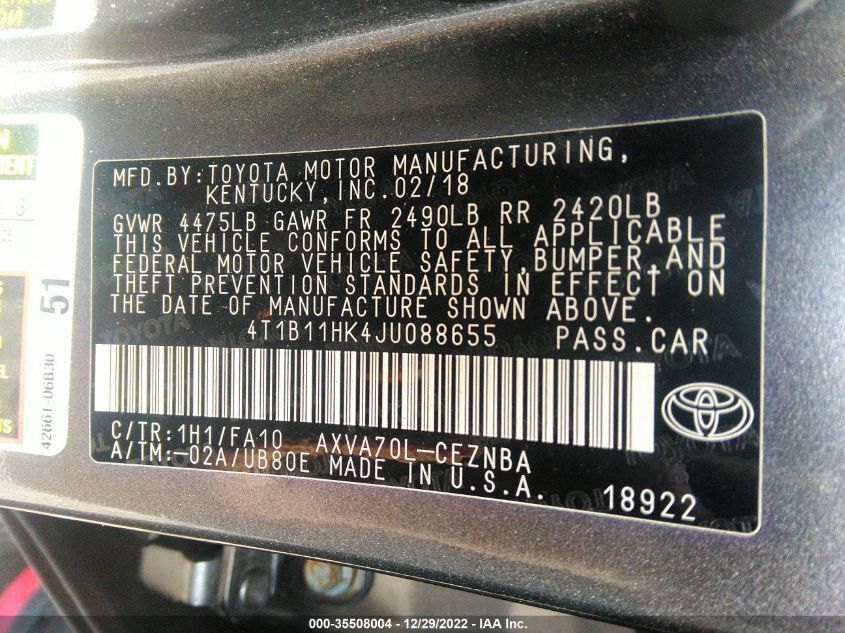 MFD.BY:TOYOTA MOTOR MANUFACTURING,
KENTUCKY,INC.02/18
GVWR 4475LB GAWR FR 2490LB RR 2420LB
THIS VEHICLE CONFORMS TO ALL APPLICABLE
FEDERAL MOTOR VEHICLE SAFETY,BUMPER,AND
THEFT PREVENTION STANDARDS IN EFFECT ON
THE DATE OF MANUFACTURE SHOWN ABOVE.
4T1B11HK4JU088655 PASS.CAR
C/TR:1H1/FA10 AXVA70L-CEZNBA
A/TM:-02A/UB80E MADE IN U.S.A.
18922
51
42661-06B30
000-35508004 - 12/29/2022 - IAA Inc.